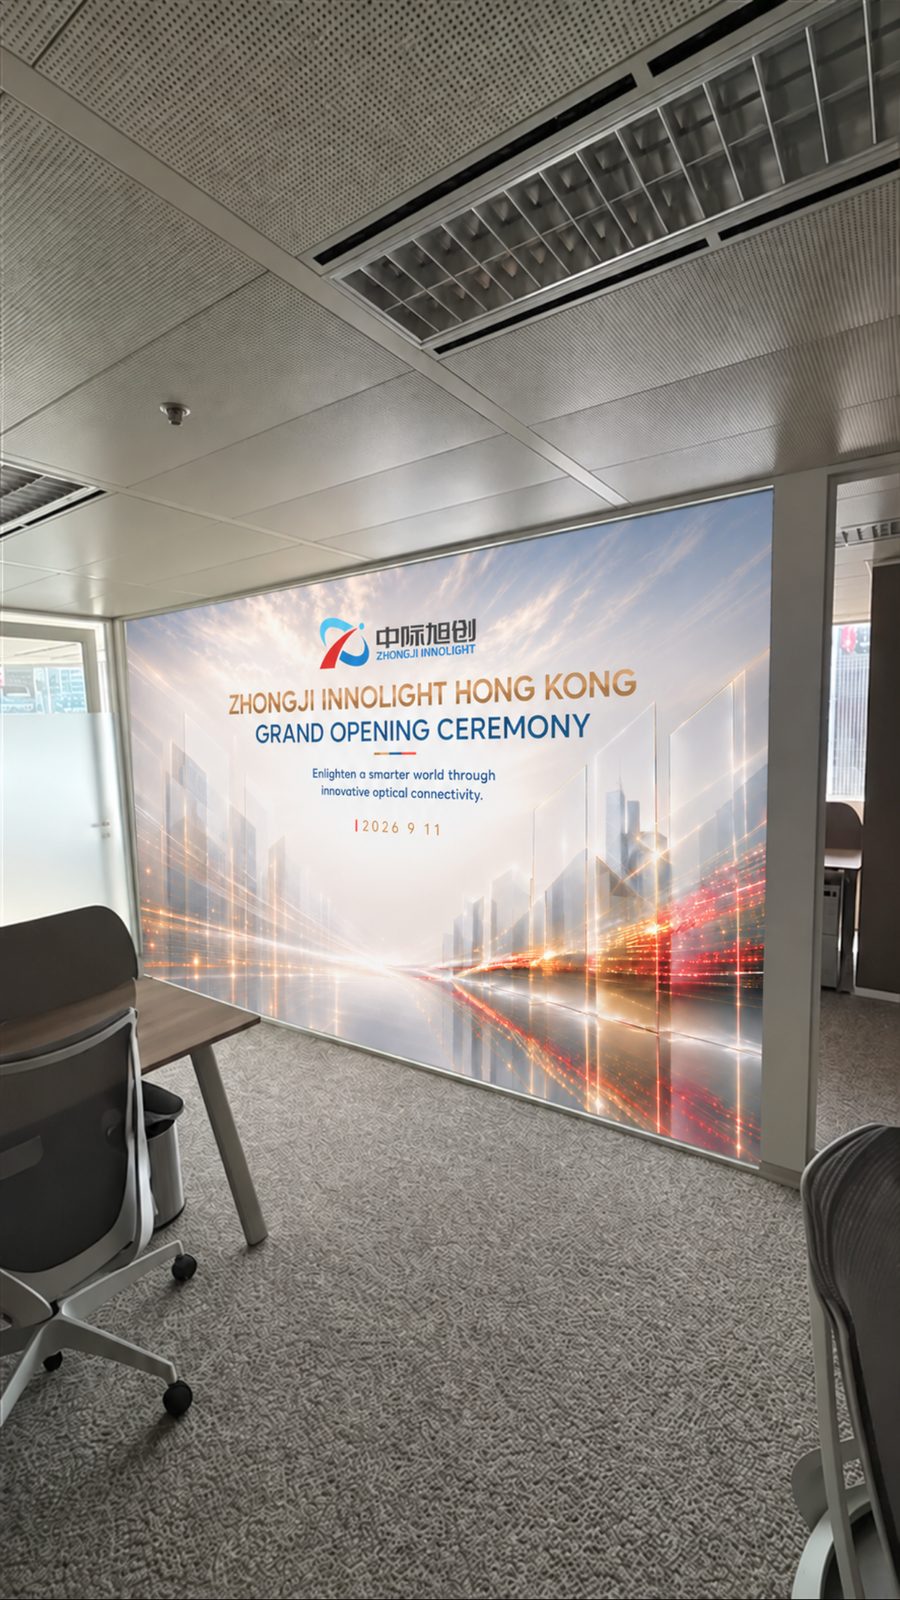 中际旭创
ZHONGJI INNOLIGHT
ZHONGJI INNOLIGHT HONG KONG
GRAND OPENING CEREMONY
Enlighten a smarter world through
innovative optical connectivity.
2026 9 11